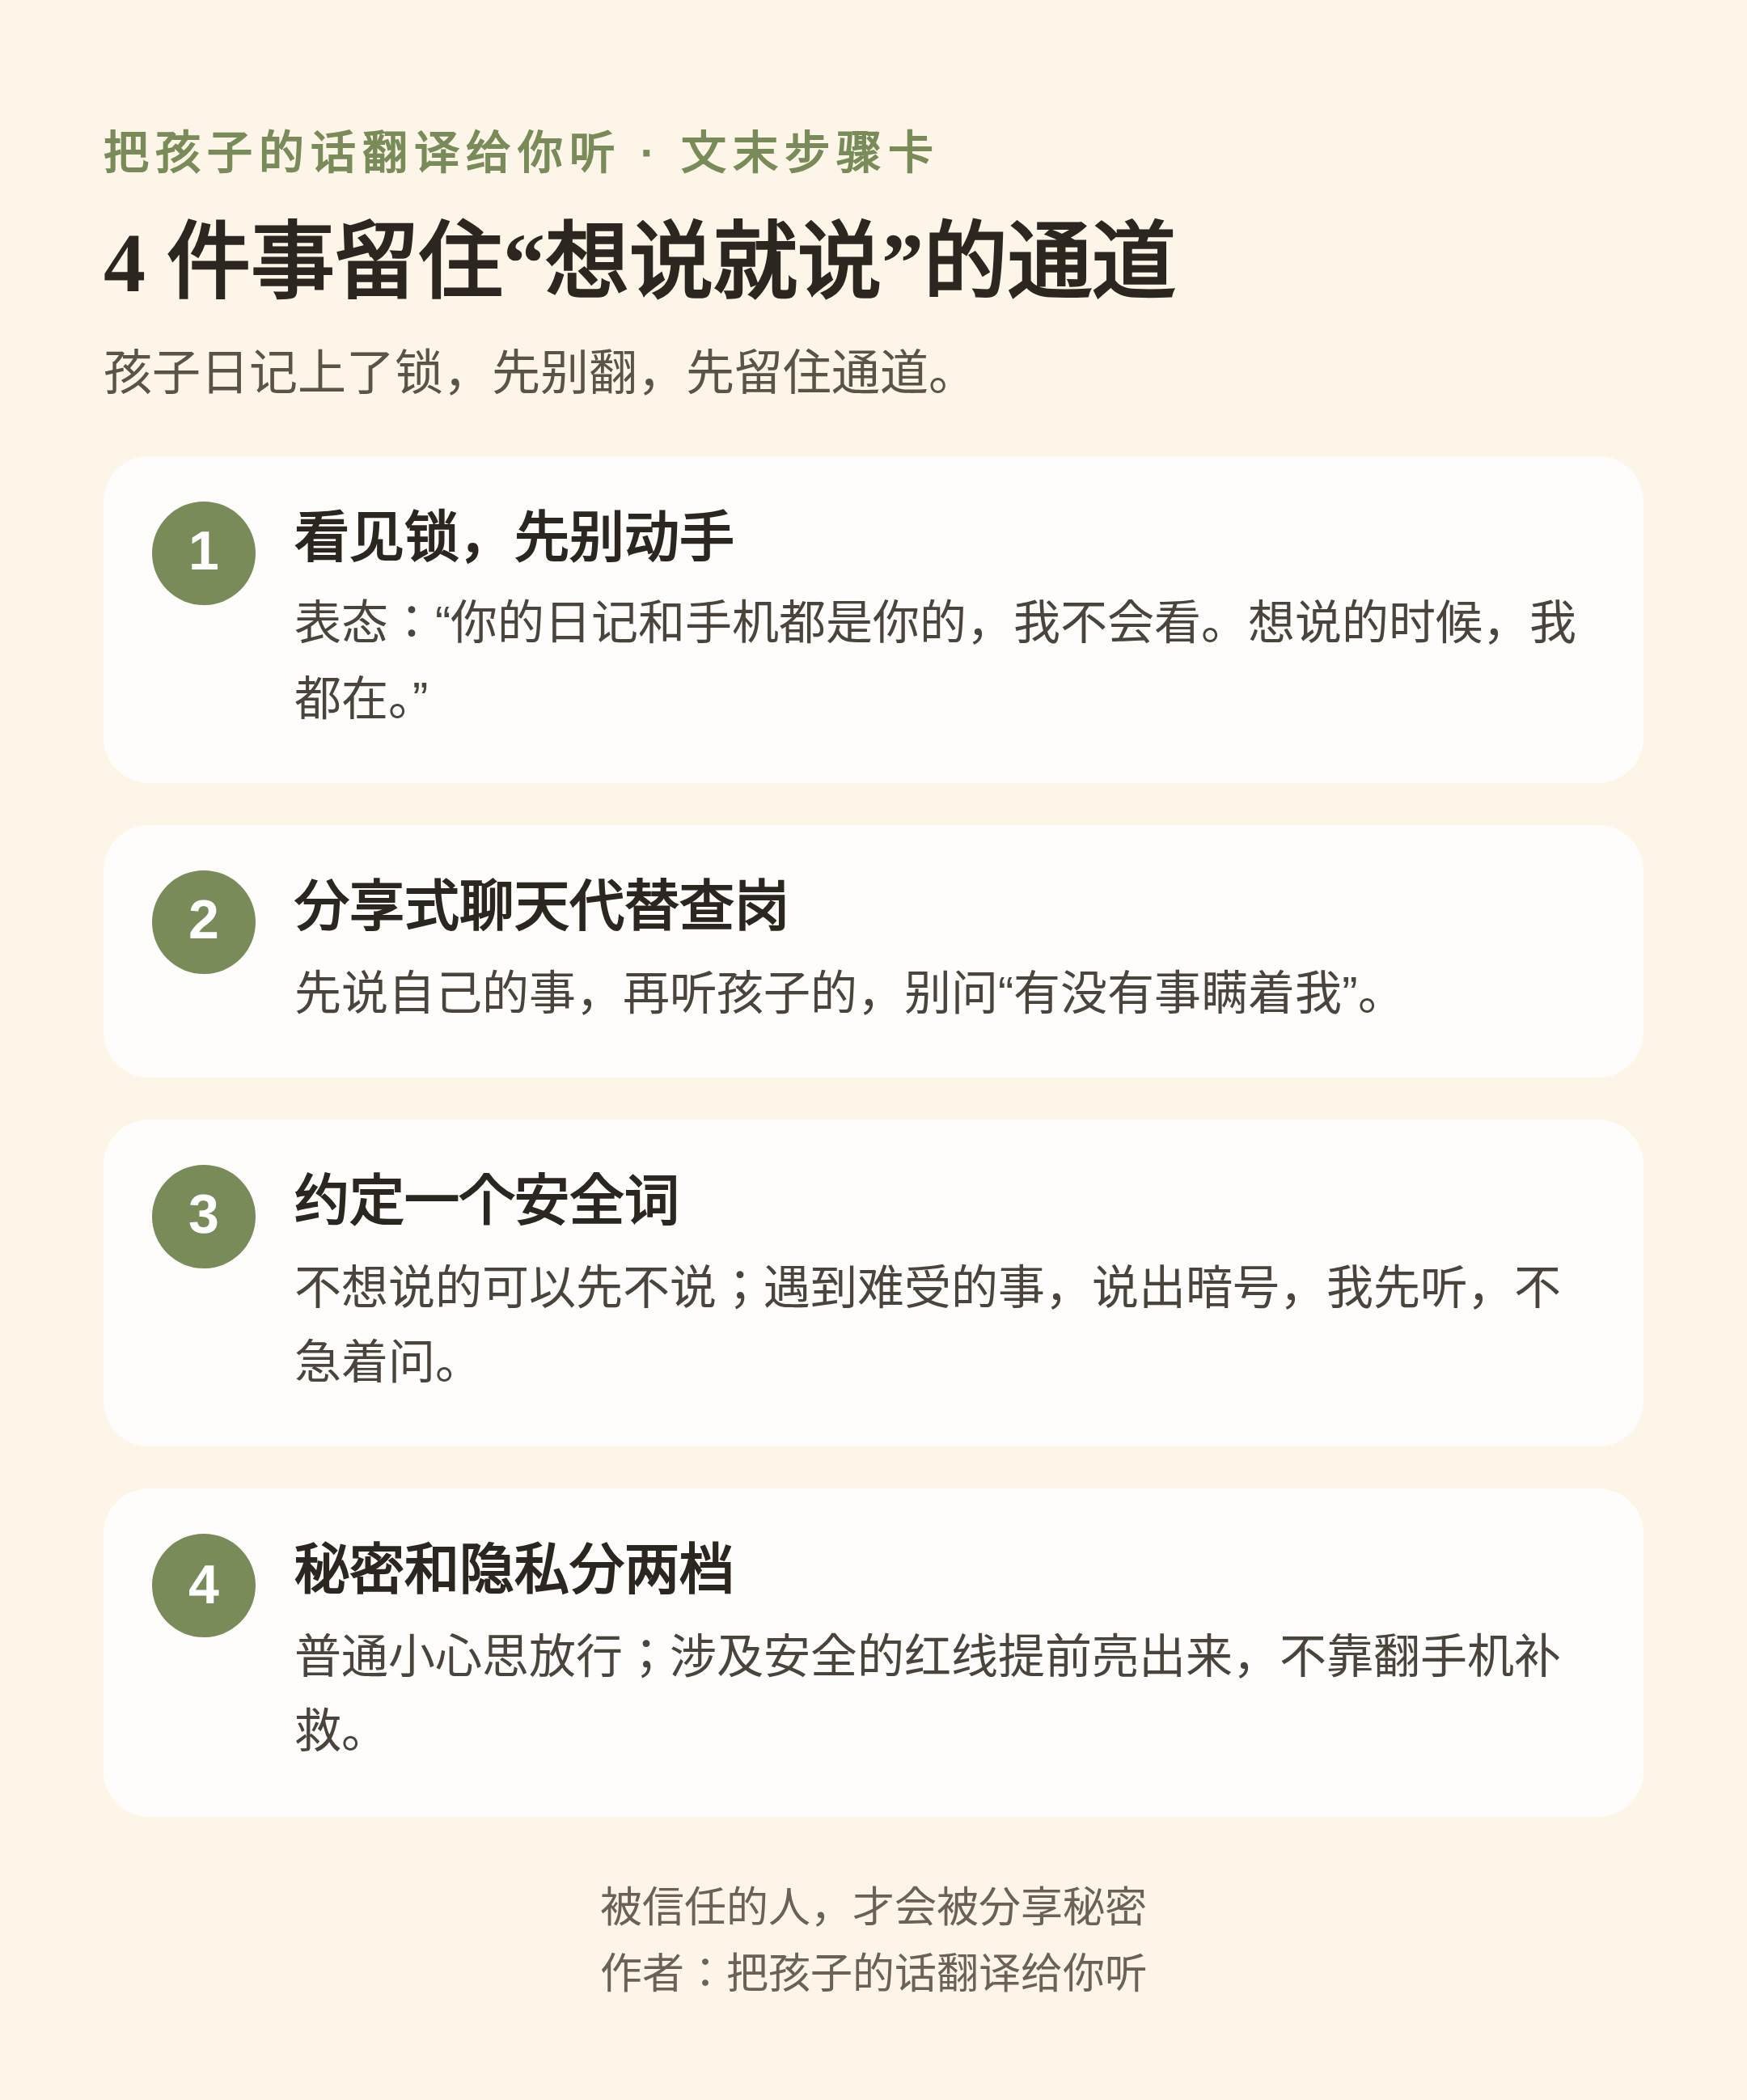 把孩子的话翻译给你听 · 文末步骤卡
4 件事留住“想说就说”的通道
孩子日记上了锁，先别翻，先留住通道。
1
看见锁，先别动手
表态：“你的日记和手机都是你的，我不会看。想说的时候，我
都在。”
2
分享式聊天代替查岗
先说自己的事，再听孩子的，别问“有没有事瞒着我”。
3
约定一个安全词
不想说的可以先不说；遇到难受的事，说出暗号，我先听，不
急着问。
4
秘密和隐私分两档
普通小心思放行；涉及安全的红线提前亮出来，不靠翻手机补
救。
被信任的人，才会被分享秘密
作者：把孩子的话翻译给你听